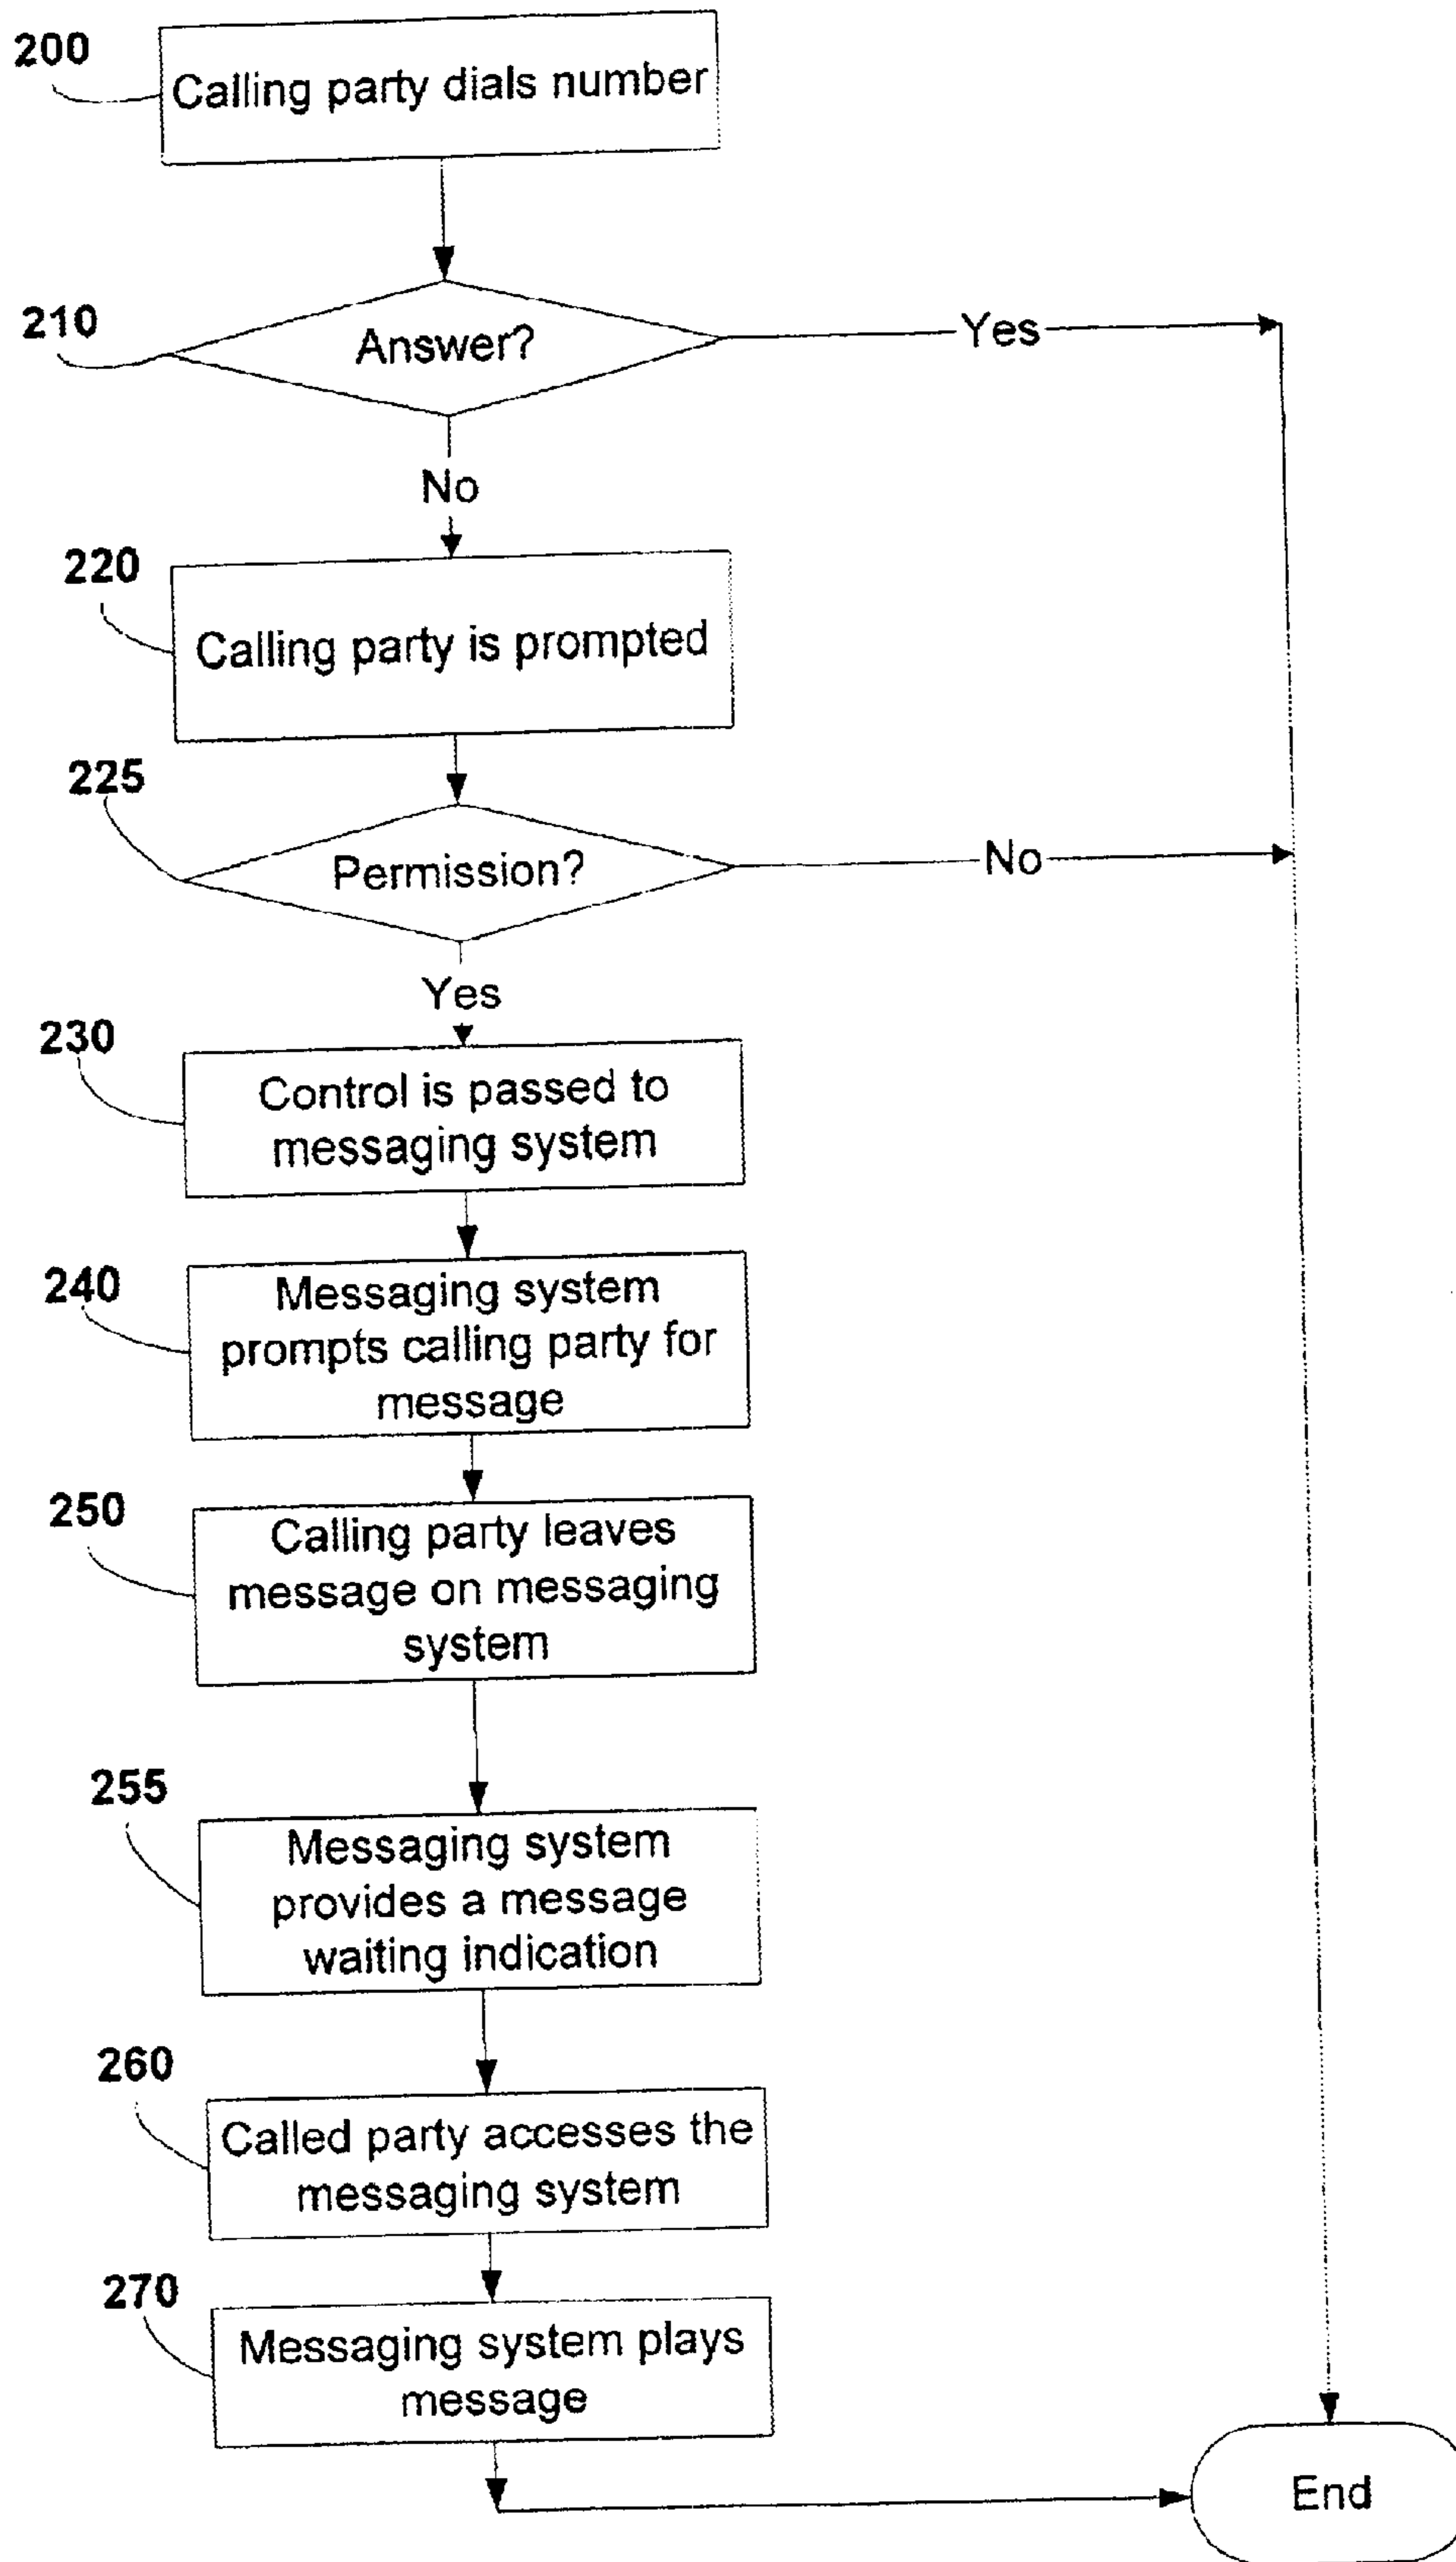 200
Calling party dials number
210
Answer?
Yes
No
220
Calling party is prompted
225
Permission?
No
Yes
230
Control is passed to
messaging system
240
Messaging system
prompts calling party for
message
250
Calling party leaves
message on messaging
system
255
Messaging system
provides a message
waiting indication
260
Called party accesses the
messaging system
270
Messaging system plays
message
End